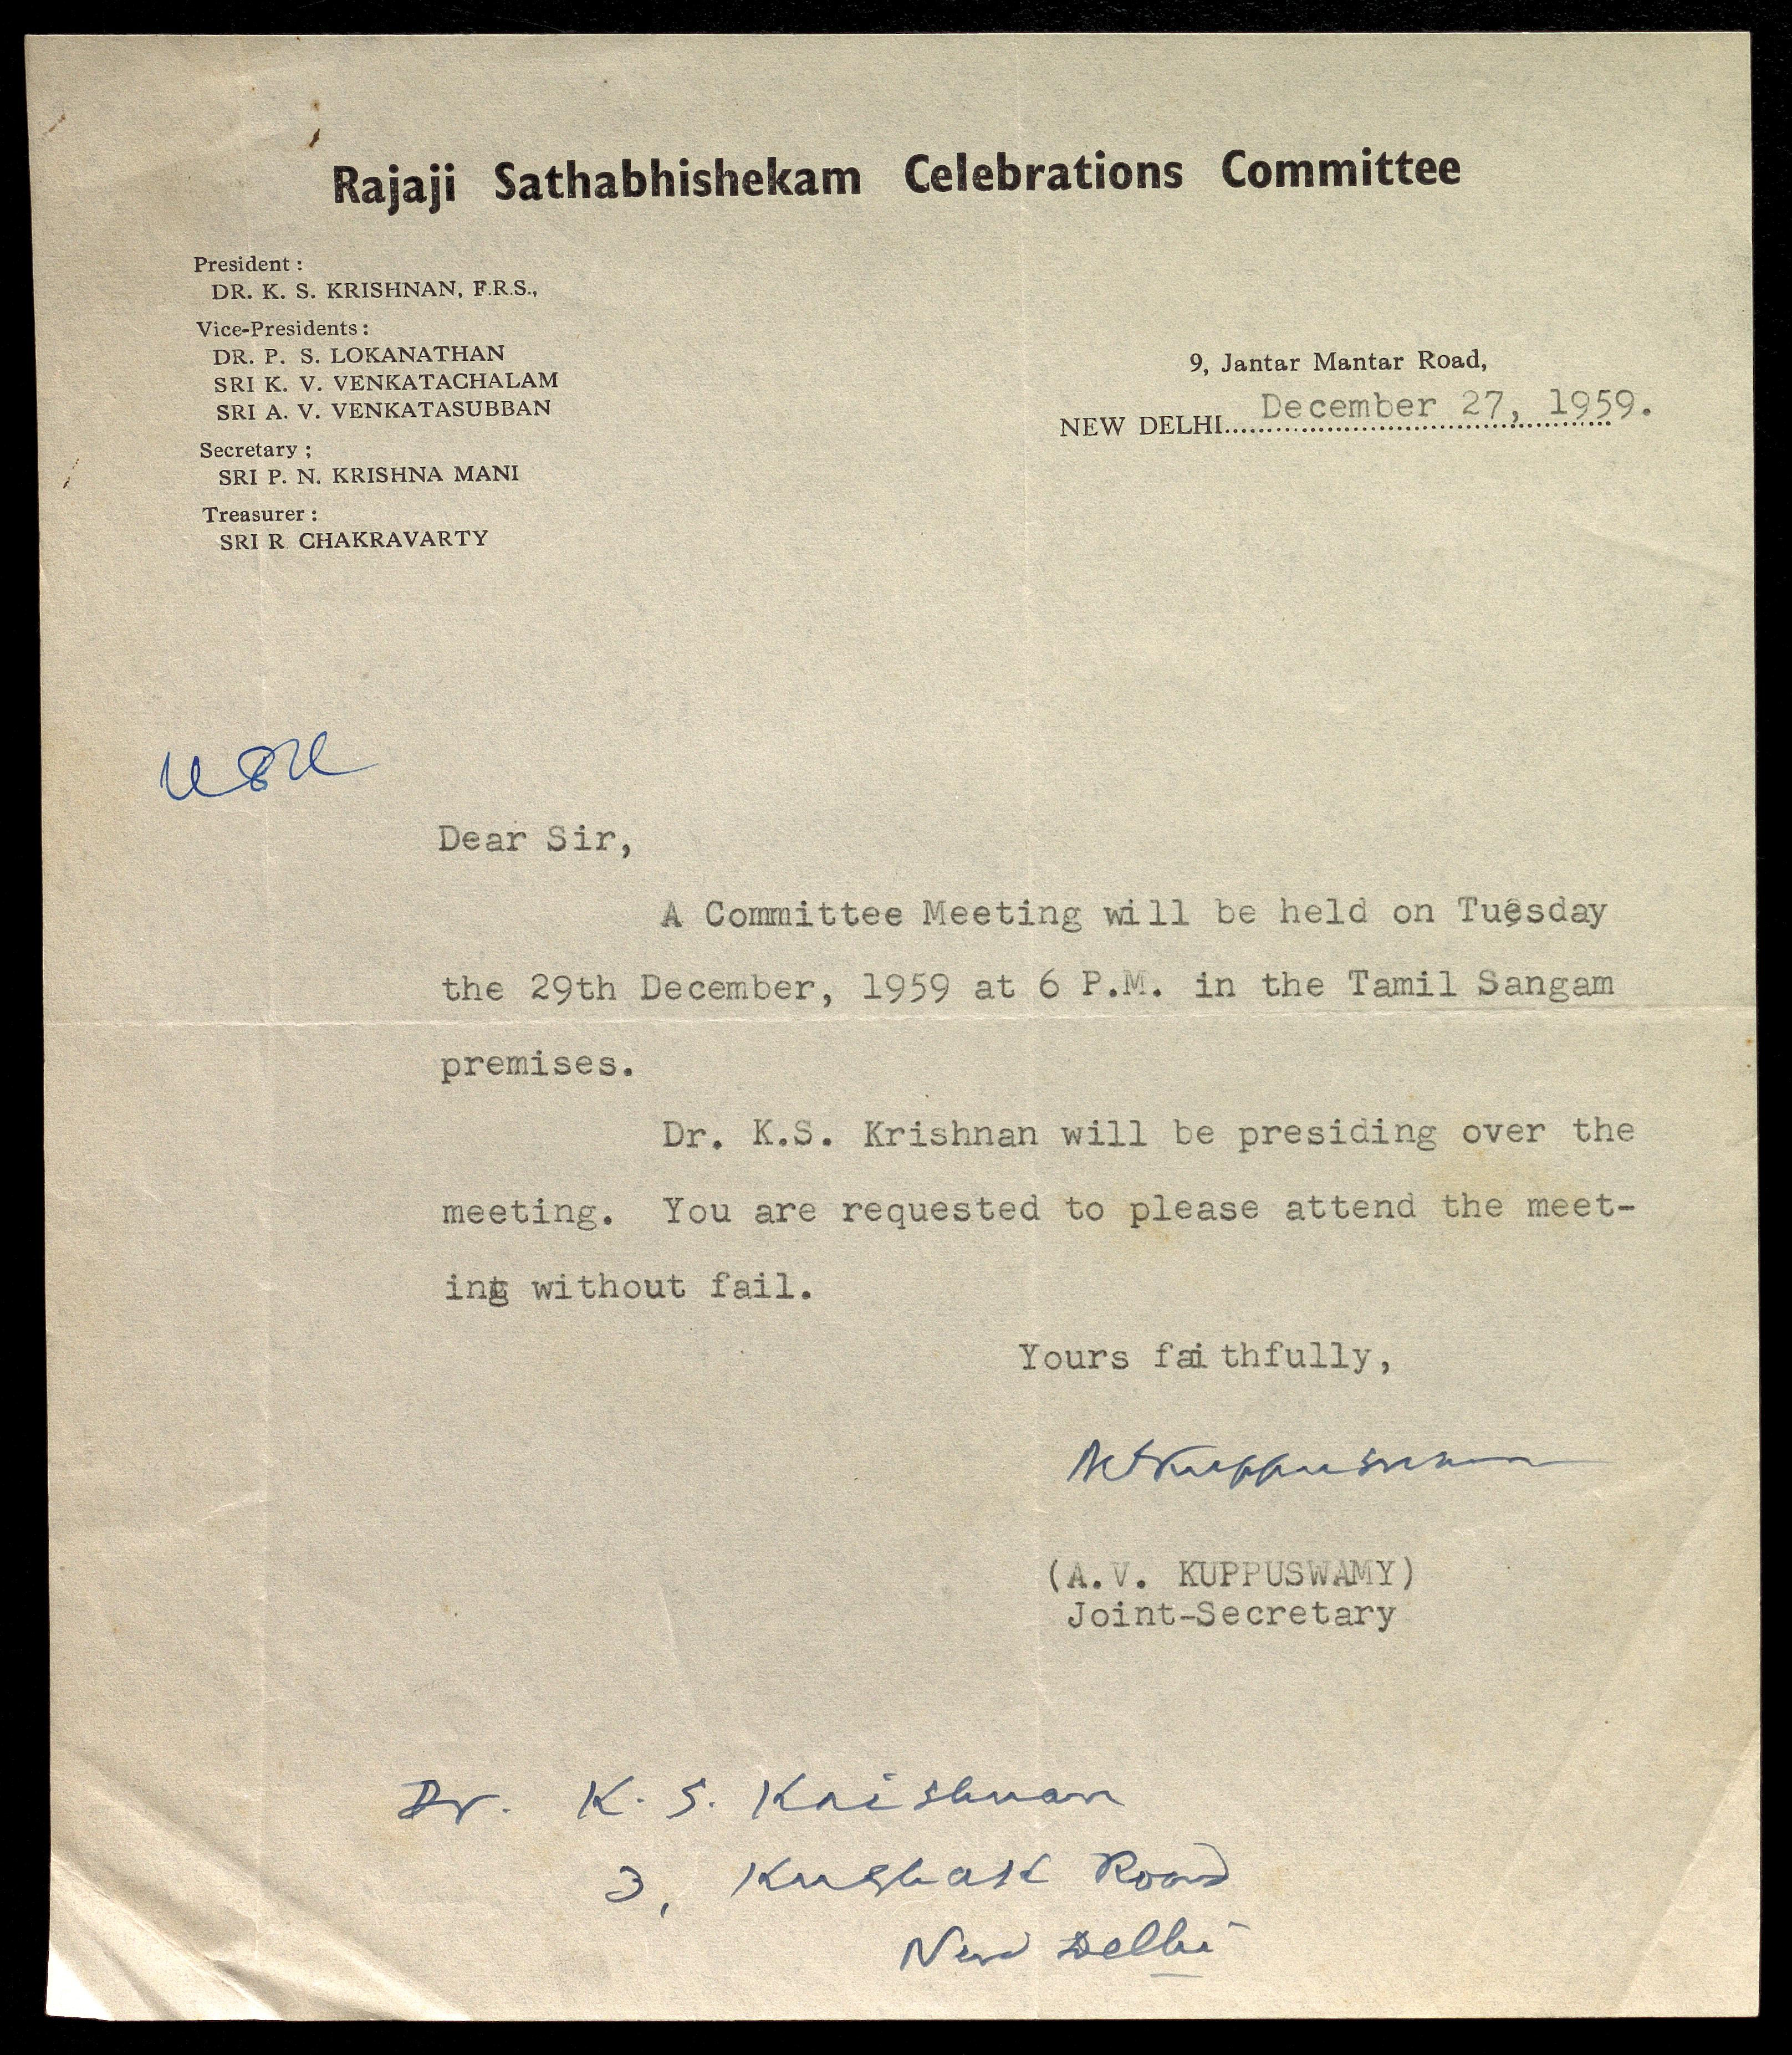 Rajaji Sathabhishekam Celebrations Committee
President :
DR. K. S. KRISHNAN, F.R.S.,
Vice-Presidents :
DR. P. S. LOKANATHAN
SRI K. V. VENKATACHALAM
SRI A. V. VENKATASUBBAN
Secretary ;
SRI P. N. KRISHNA MANI
Treasurer :
SRI R CHAKRAVARTY
9, Jantar Mantar Road,
NEW DELHI December 27, 1959.
Dear Sir,
A Committee Meeting will be held on Tuesday
the 29th December, 1959 at 6 P.M. in the Tamil Sangam
premises.
Dr. K.S. Krishnan will be presiding over the
meeting. You are requested to please attend the meet-
ing without fail.
Yours faithfully,
(A.V. KUPPUSWAMY)
Joint-Secretary
Dr. K. S. Krishnan
3, Kushak Road
New Delhi